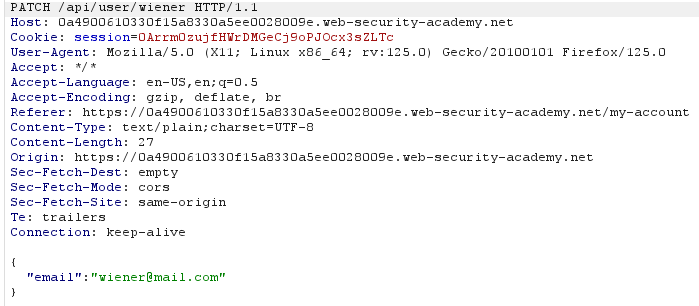 PATCH /api/user/wiener HTTP/1.1
Host: 0a4900610330f15a8330a5ee0028009e.web-security-academy.net
Cookie: session=0Arrm0zujfHWrDMGeCj9oPJOcx3sZLTc
User-Agent: Mozilla/5.0 (X11; Linux x86_64; rv:125.0) Gecko/20100101 Firefox/125.0
Accept: */*
Accept-Language: en-US,en;q=0.5
Accept-Encoding: gzip, deflate, br
Referer: https://0a4900610330f15a8330a5ee0028009e.web-security-academy.net/my-account
Content-Type: text/plain;charset=UTF-8
Content-Length: 27
Origin: https://0a4900610330f15a8330a5ee0028009e.web-security-academy.net
Sec-Fetch-Dest: empty
Sec-Fetch-Mode: cors
Sec-Fetch-Site: same-origin
Te: trailers
Connection: keep-alive
{
"email":"wiener@mail.com"
}